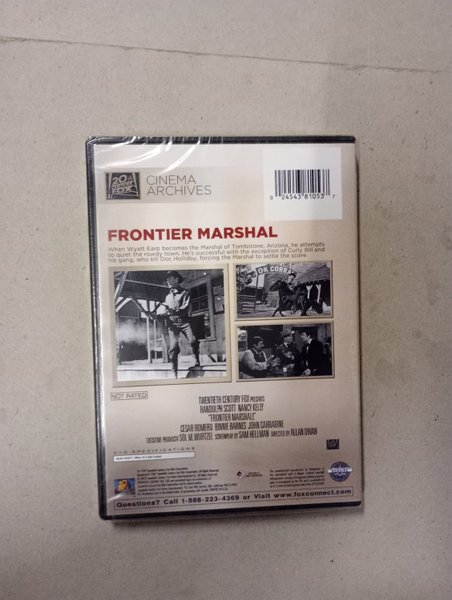 20th
CENTURY
FOX
CINEMA
ARCHIVES
0 24543 81053 7
FRONTIER MARSHAL
When Wyatt Earp becomes the Marshal of Tombstone, Arizona, he attempts
to quiet the rowdy town. He's successful with the exception of Curly Bill and
his gang, who kill Doc Holliday, forcing the Marshal to settle the score.
OK CORRAL
NOT RATED
TWENTIETH CENTURY FOX PRESENTS
RANDOLPH SCOTT NANCY KELLY
"FRONTIER MARSHAL"
CESAR ROMERO BINNIE BARNES JOHN CARRADINE
EXECUTIVE PRODUCER SOL M. WURTZEL SCREENPLAY BY SAM HELLMAN DIRECTED BY ALLAN DWAN
DVD SPECIFICATIONS
Questions? Call 1-888-223-4369 or Visit www.foxconnect.com